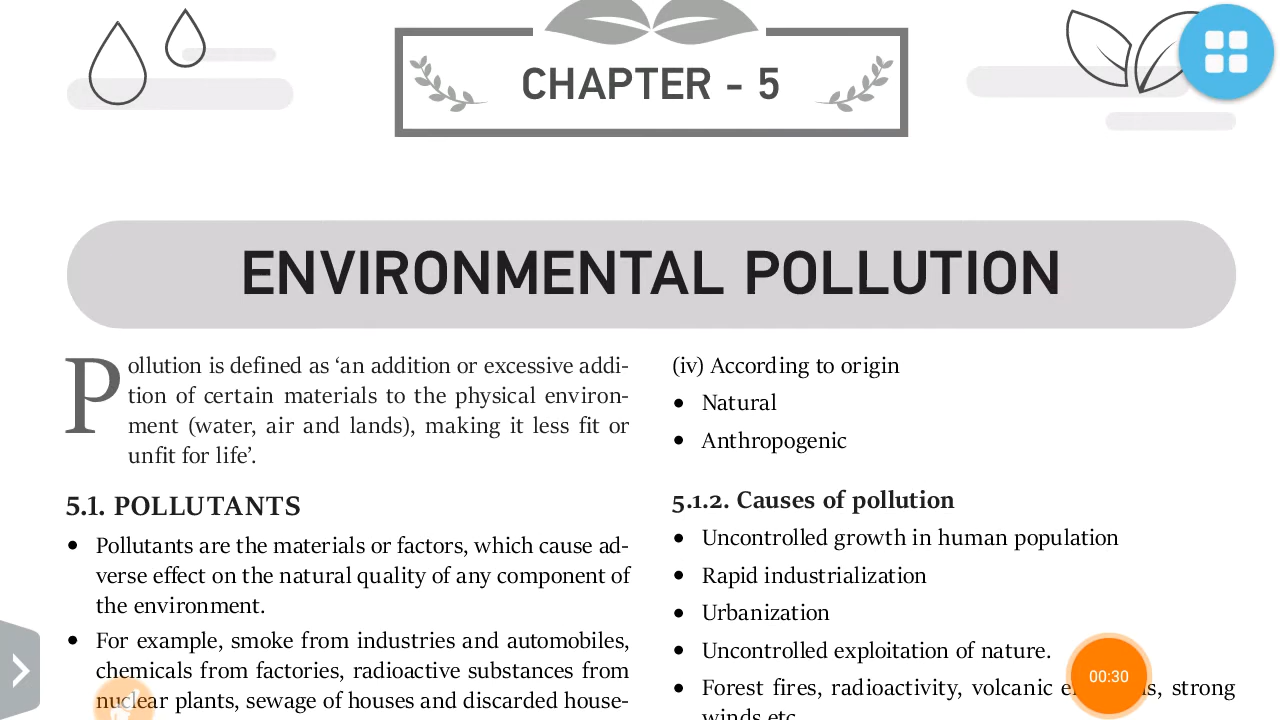 CHAPTER - 5
ENVIRONMENTAL POLLUTION
Pollution is defined as ‘an addition or excessive addi-
tion of certain materials to the physical environ-
ment (water, air and lands), making it less fit or
unfit for life’.
5.1. POLLUTANTS
• Pollutants are the materials or factors, which cause ad-
verse effect on the natural quality of any component of
the environment.
• For example, smoke from industries and automobiles,
chemicals from factories, radioactive substances from
nuclear plants, sewage of houses and discarded house-
(iv) According to origin
• Natural
• Anthropogenic
5.1.2. Causes of pollution
• Uncontrolled growth in human population
• Rapid industrialization
• Urbanization
• Uncontrolled exploitation of nature.
• Forest fires, radioactivity, volcanic strong
winds etc
00:30